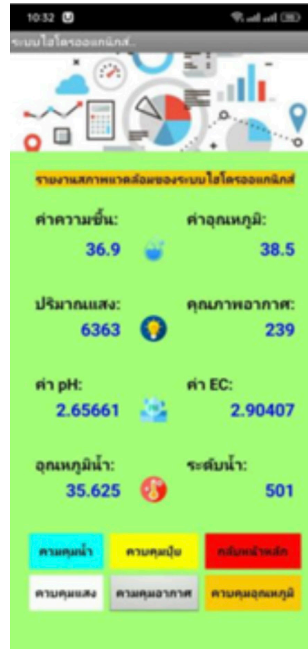 10:32
ระบบไฮโดรออแกนิกส์..
รายงานสภาพแวดล้อมของระบบไฮโดรออแกนิกส์
ค่าความชื้น: ค่าอุณหภูมิ:
36.9 38.5
ปริมาณแสง: คุณภาพอากาศ:
6363 239
ค่า pH: ค่า EC:
2.65661 2.90407
อุณหภูมิน้ำ: ระดับน้ำ:
35.625 501
ควบคุมน้ำ ควบคุมปุ๋ย กลับหน้าหลัก
ควบคุมแสง ควบคุมอากาศ ควบคุมอุณหภูมิ